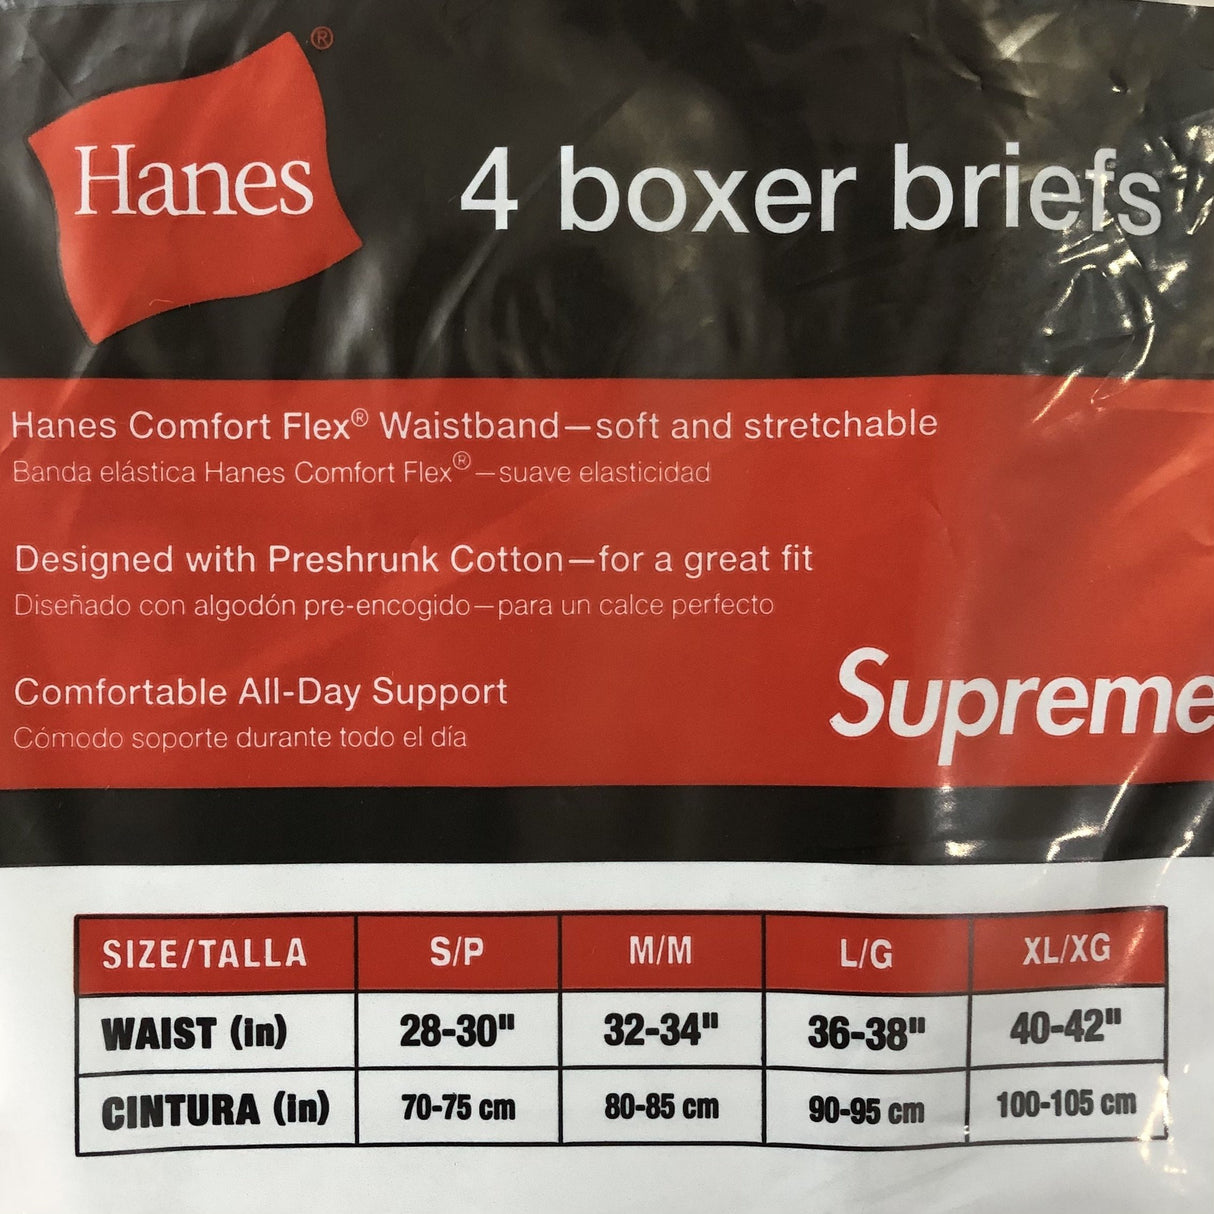 Hanes®
4 boxer briefs
Hanes Comfort Flex® Waistband—soft and stretchable
Banda elástica Hanes Comfort Flex®—suave elasticidad
Designed with Preshrunk Cotton—for a great fit
Diseñado con algodón pre-encogido—para un calce perfecto
Comfortable All-Day Support
Cómodo soporte durante todo el día
Supreme
SIZE/TALLA S/P M/M L/G XL/XG
WAIST (in) 28-30" 32-34" 36-38" 40-42"
CINTURA (in) 70-75 cm 80-85 cm 90-95 cm 100-105 cm